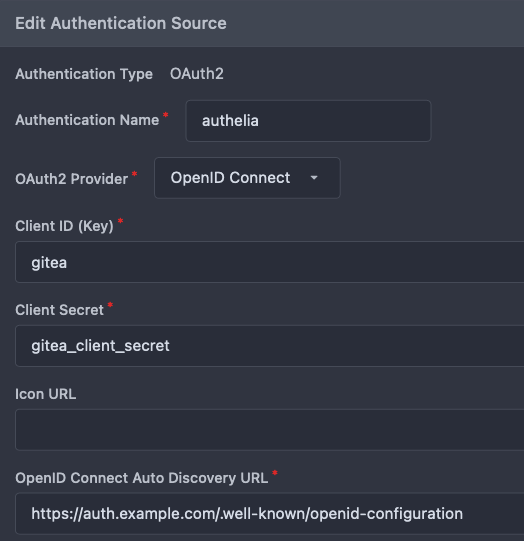 Edit Authentication Source
Authentication Type OAuth2
Authentication Name * authelia
OAuth2 Provider * OpenID Connect
Client ID (Key) *
gitea
Client Secret *
gitea_client_secret
Icon URL
OpenID Connect Auto Discovery URL *
https://auth.example.com/.well-known/openid-configuration